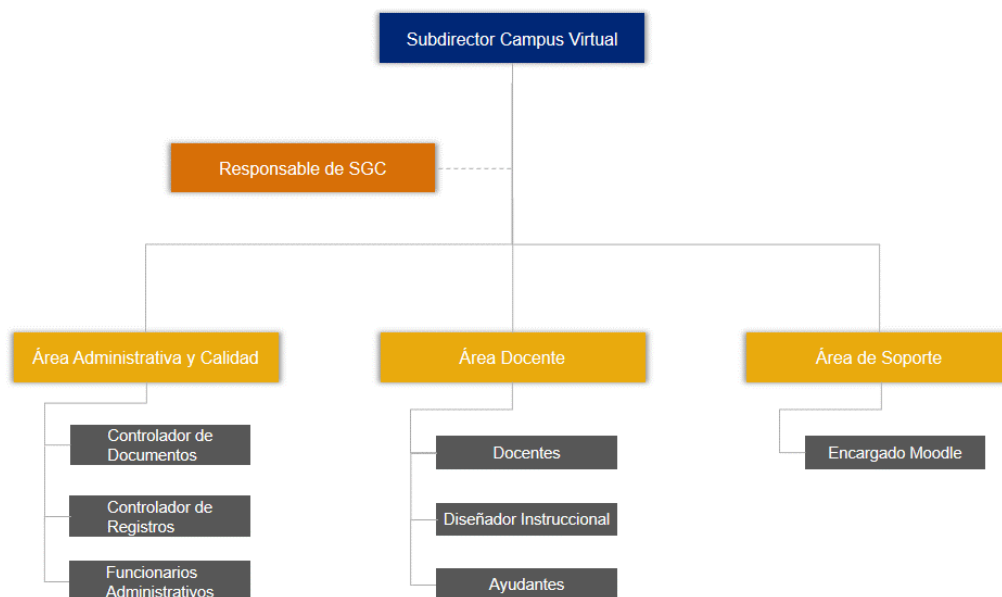 Subdirector Campus Virtual
Responsable de SGC
Área Administrativa y Calidad
Área Docente
Área de Soporte
Controlador de
Documentos
Controlador de
Registros
Funcionarios
Administrativos
Docentes
Diseñador Instruccional
Ayudantes
Encargado Moodle